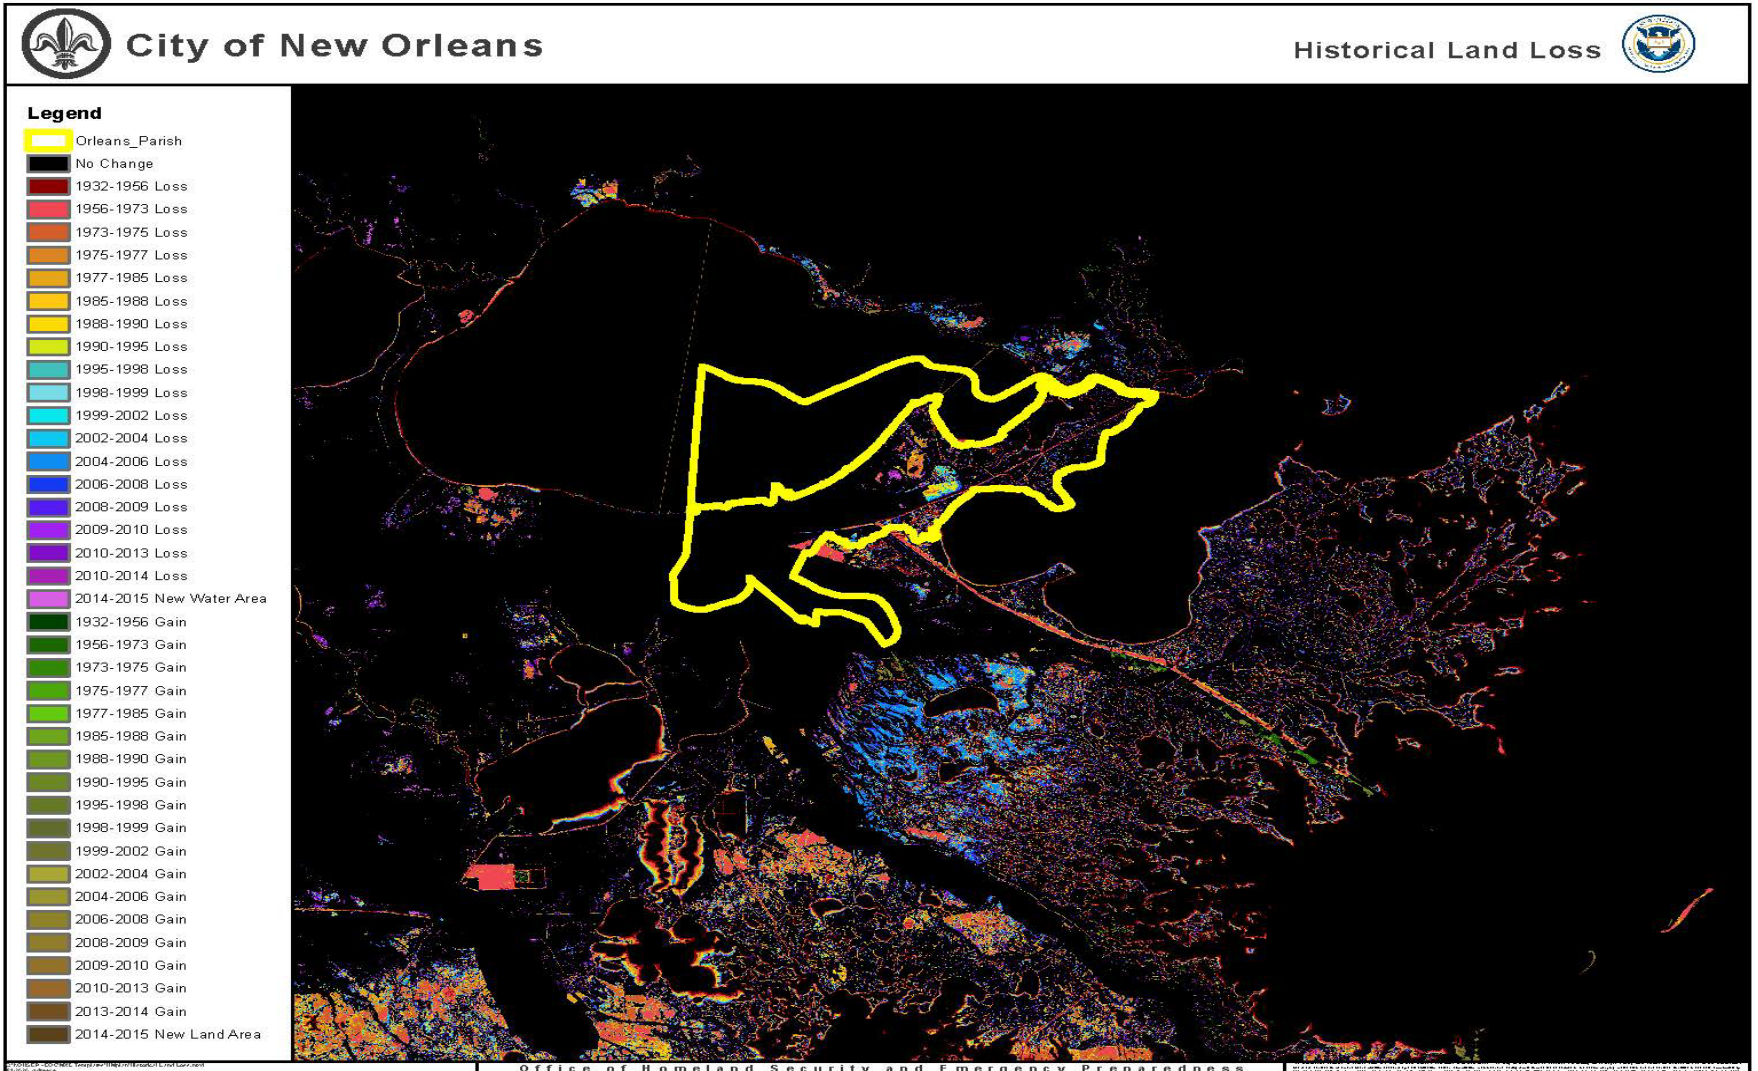 City of New Orleans
Historical Land Loss
Legend
Orleans_Parish
No Change
1932-1956 Loss
1956-1973 Loss
1973-1975 Loss
1975-1977 Loss
1977-1985 Loss
1985-1988 Loss
1988-1990 Loss
1990-1995 Loss
1995-1998 Loss
1998-1999 Loss
1999-2002 Loss
2002-2004 Loss
2004-2006 Loss
2006-2008 Loss
2008-2009 Loss
2009-2010 Loss
2010-2013 Loss
2010-2014 Loss
2014-2015 New Water Area
1932-1956 Gain
1956-1973 Gain
1973-1975 Gain
1975-1977 Gain
1977-1985 Gain
1985-1988 Gain
1988-1990 Gain
1990-1995 Gain
1995-1998 Gain
1998-1999 Gain
1999-2002 Gain
2002-2004 Gain
2004-2006 Gain
2006-2008 Gain
2008-2009 Gain
2009-2010 Gain
2010-2013 Gain
2013-2014 Gain
2014-2015 New Land Area
Office of Homeland Security and Emergency Preparedness